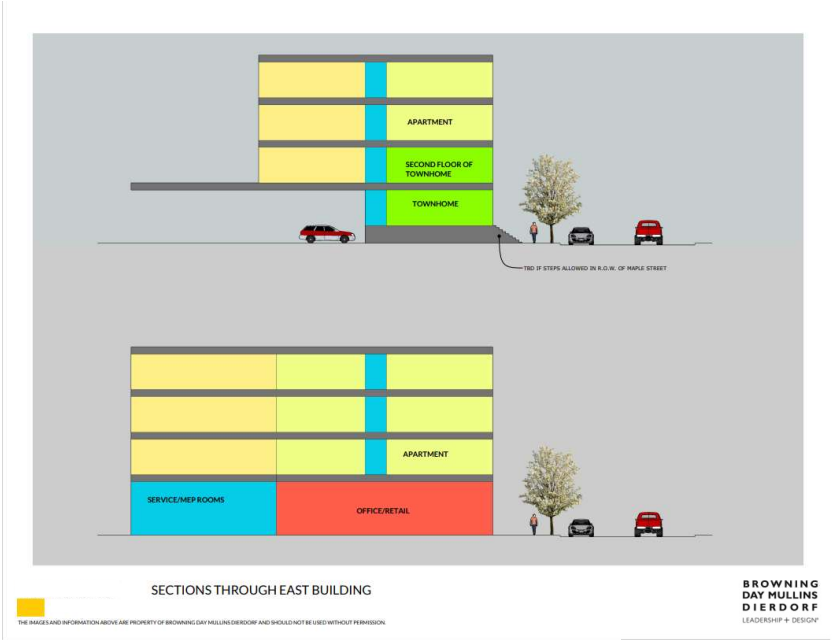 APARTMENT
SECOND FLOOR OF
TOWNHOME
TOWNHOME
TBD IF STEPS ALLOWED IN R.O.W. OF MAPLE STREET
APARTMENT
SERVICE/MEP ROOMS
OFFICE/RETAIL
SECTIONS THROUGH EAST BUILDING
THE IMAGES AND INFORMATION ABOVE ARE PROPERTY OF BROWNING DAY MULLINS DIERDORF AND SHOULD NOT BE USED WITHOUT PERMISSION.
BROWNING
DAY MULLINS
DIERDORF
LEADERSHIP + DESIGN